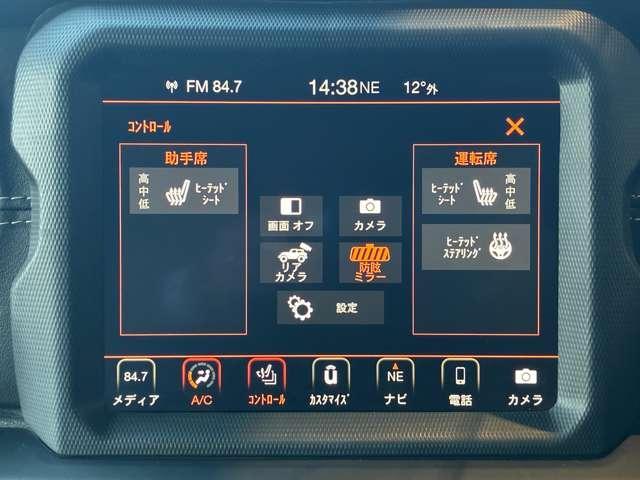 FM 84.7 14:38 NE 12°外
コントロール
助手席
高
中
低
ヒーテッド
シート
画面 オフ
カメラ
リア
カメラ
防眩
ミラー
設定
運転席
ヒーテッド
シート
高
中
低
ヒーテッド
ステアリング
84.7
メディア
A/C
コントロール
u
カスタマイズ
NE
ナビ
電話
カメラ